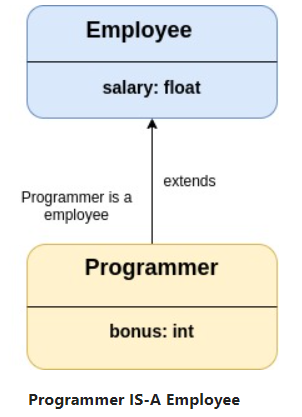 Employee
salary: float
extends
Programmer is a
employee
Programmer
bonus: int
Programmer IS-A Employee